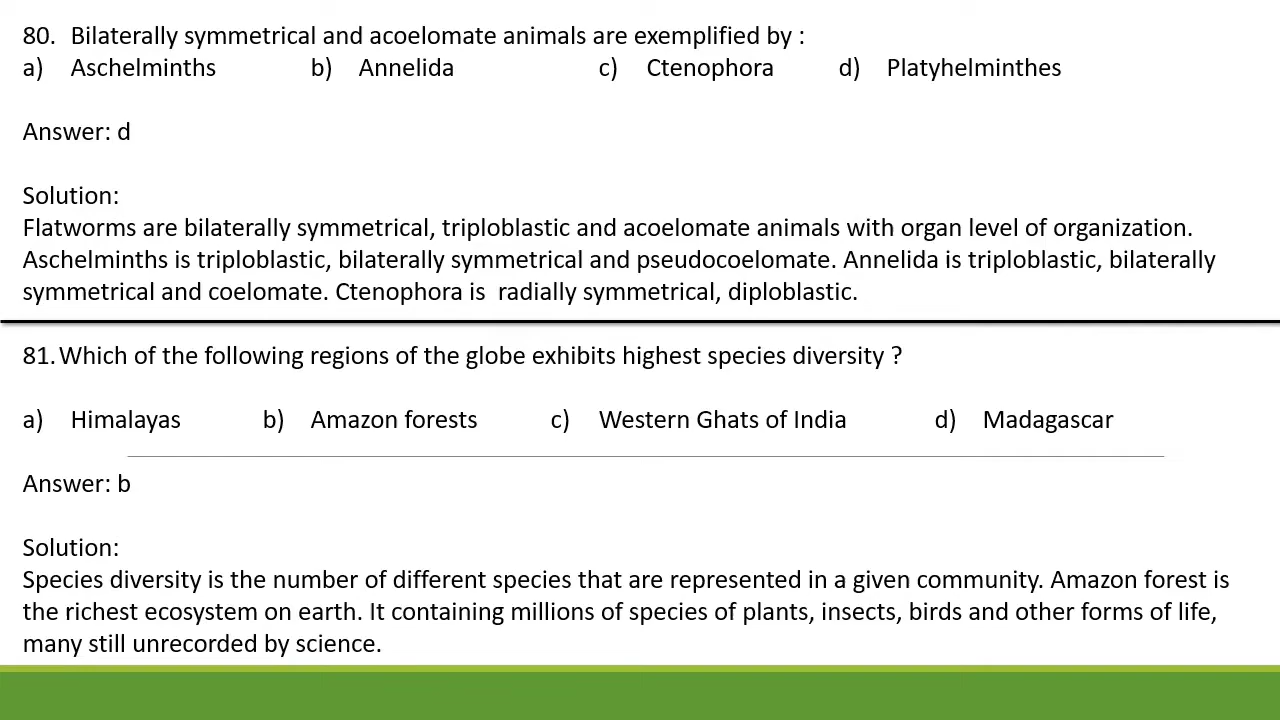 80. Bilaterally symmetrical and acoelomate animals are exemplified by :
a) Aschelminths b) Annelida c) Ctenophora d) Platyhelminthes
Answer: d
Solution:
Flatworms are bilaterally symmetrical, triploblastic and acoelomate animals with organ level of organization.
Aschelminths is triploblastic, bilaterally symmetrical and pseudocoelomate. Annelida is triploblastic, bilaterally
symmetrical and coelomate. Ctenophora is radially symmetrical, diploblastic.
81. Which of the following regions of the globe exhibits highest species diversity ?
a) Himalayas b) Amazon forests c) Western Ghats of India d) Madagascar
Answer: b
Solution:
Species diversity is the number of different species that are represented in a given community. Amazon forest is
the richest ecosystem on earth. It containing millions of species of plants, insects, birds and other forms of life,
many still unrecorded by science.